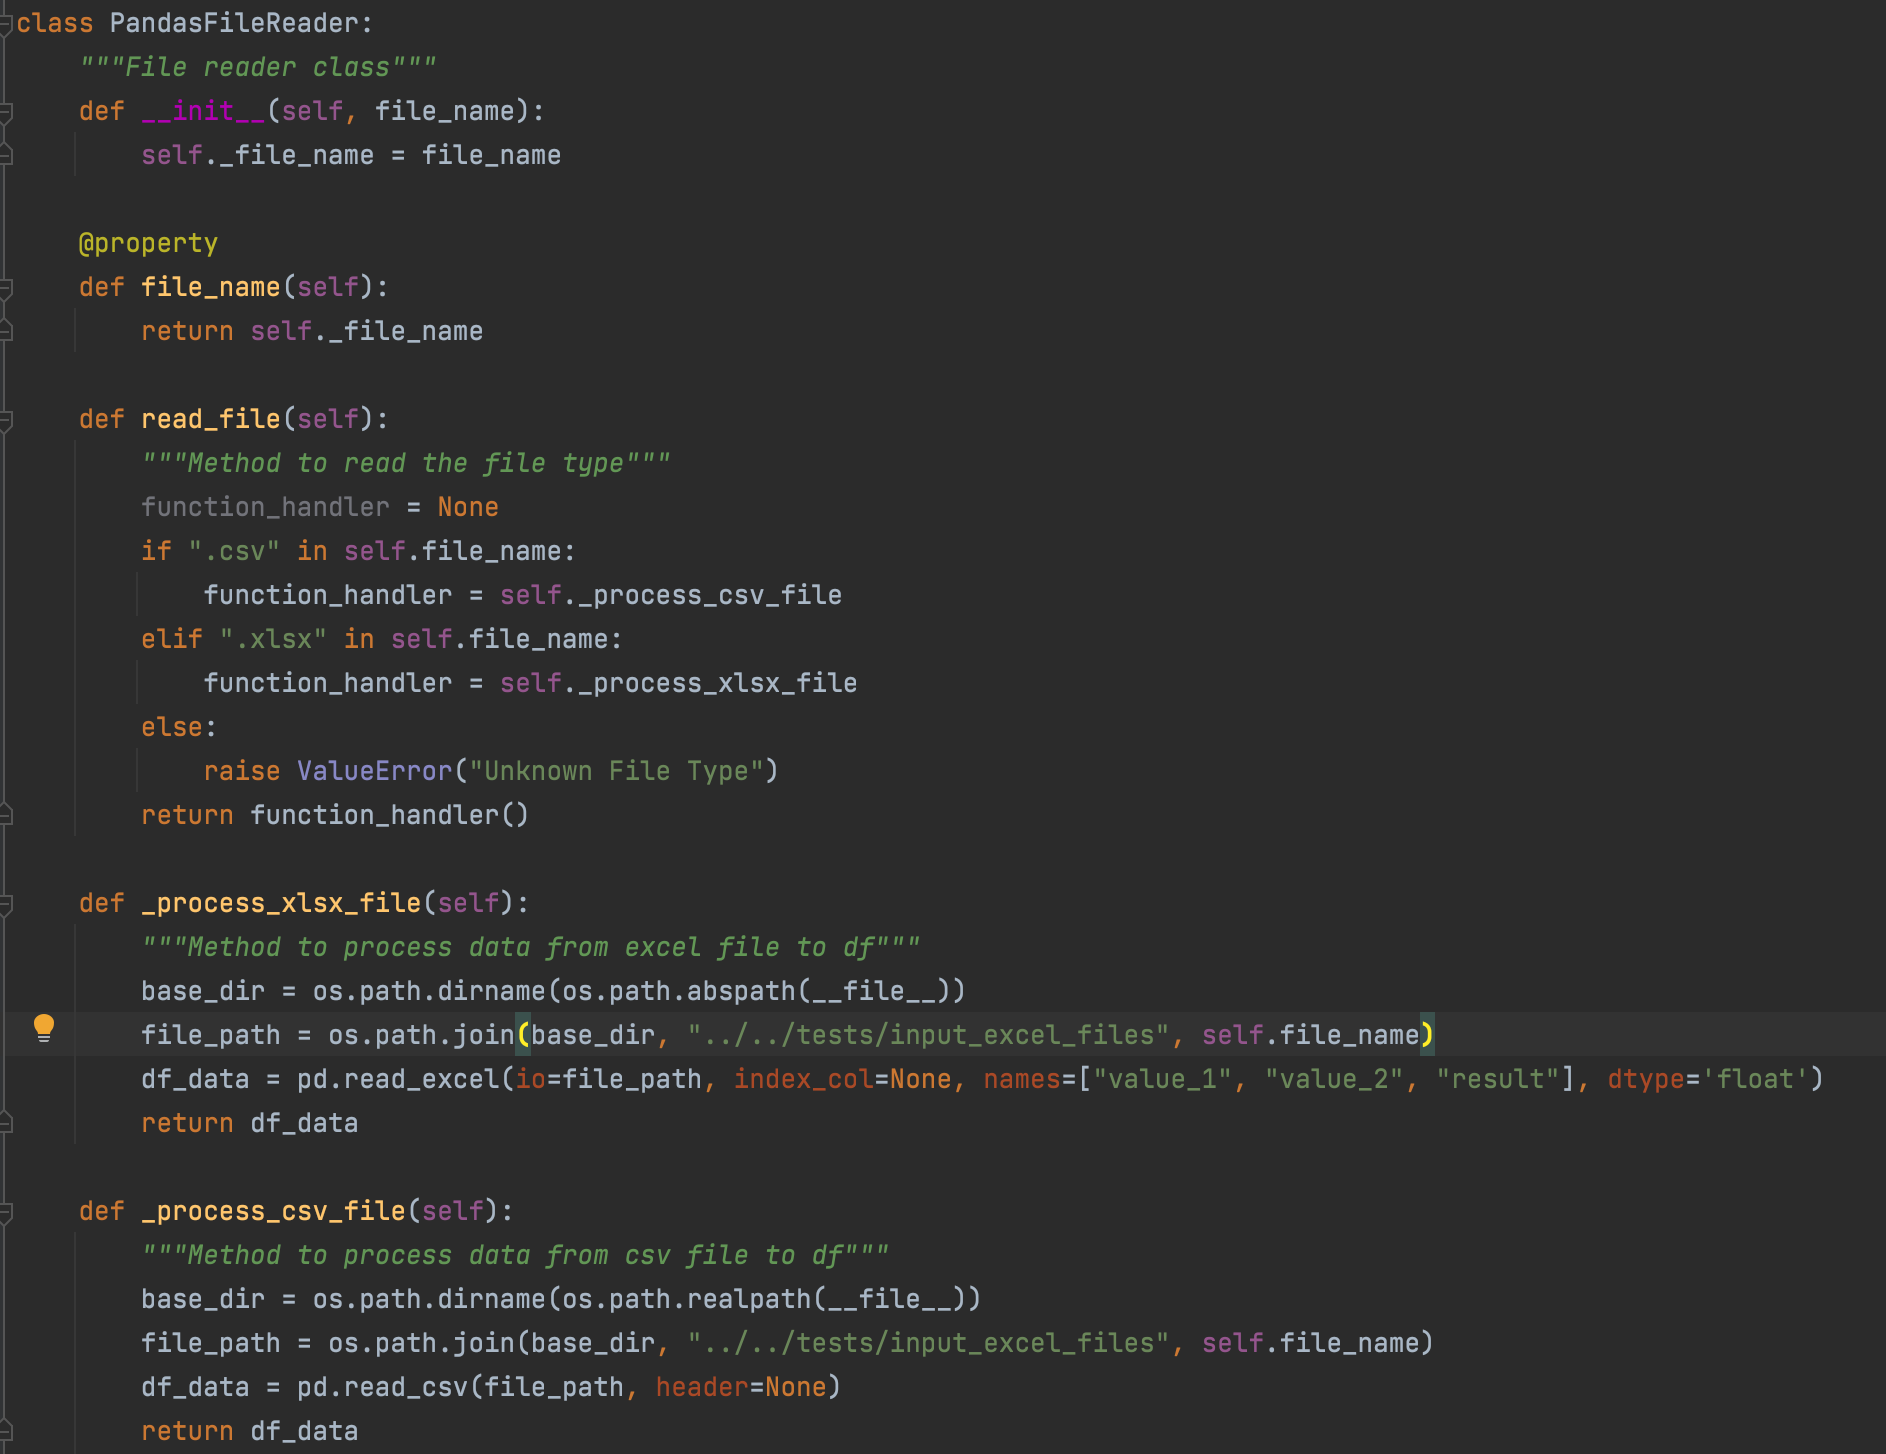 class PandasFileReader:
    """File reader class"""
    def __init__(self, file_name):
        self._file_name = file_name

    @property
    def file_name(self):
        return self._file_name

    def read_file(self):
        """Method to read the file type"""
        function_handler = None
        if ".csv" in self.file_name:
            function_handler = self._process_csv_file
        elif ".xlsx" in self.file_name:
            function_handler = self._process_xlsx_file
        else:
            raise ValueError("Unknown File Type")
        return function_handler()

    def _process_xlsx_file(self):
        """Method to process data from excel file to df"""
        base_dir = os.path.dirname(os.path.abspath(__file__))
        file_path = os.path.join(base_dir, "../../tests/input_excel_files", self.file_name)
        df_data = pd.read_excel(io=file_path, index_col=None, names=["value_1", "value_2", "result"], dtype='float')
        return df_data

    def _process_csv_file(self):
        """Method to process data from csv file to df"""
        base_dir = os.path.dirname(os.path.realpath(__file__))
        file_path = os.path.join(base_dir, "../../tests/input_excel_files", self.file_name)
        df_data = pd.read_csv(file_path, header=None)
        return df_data